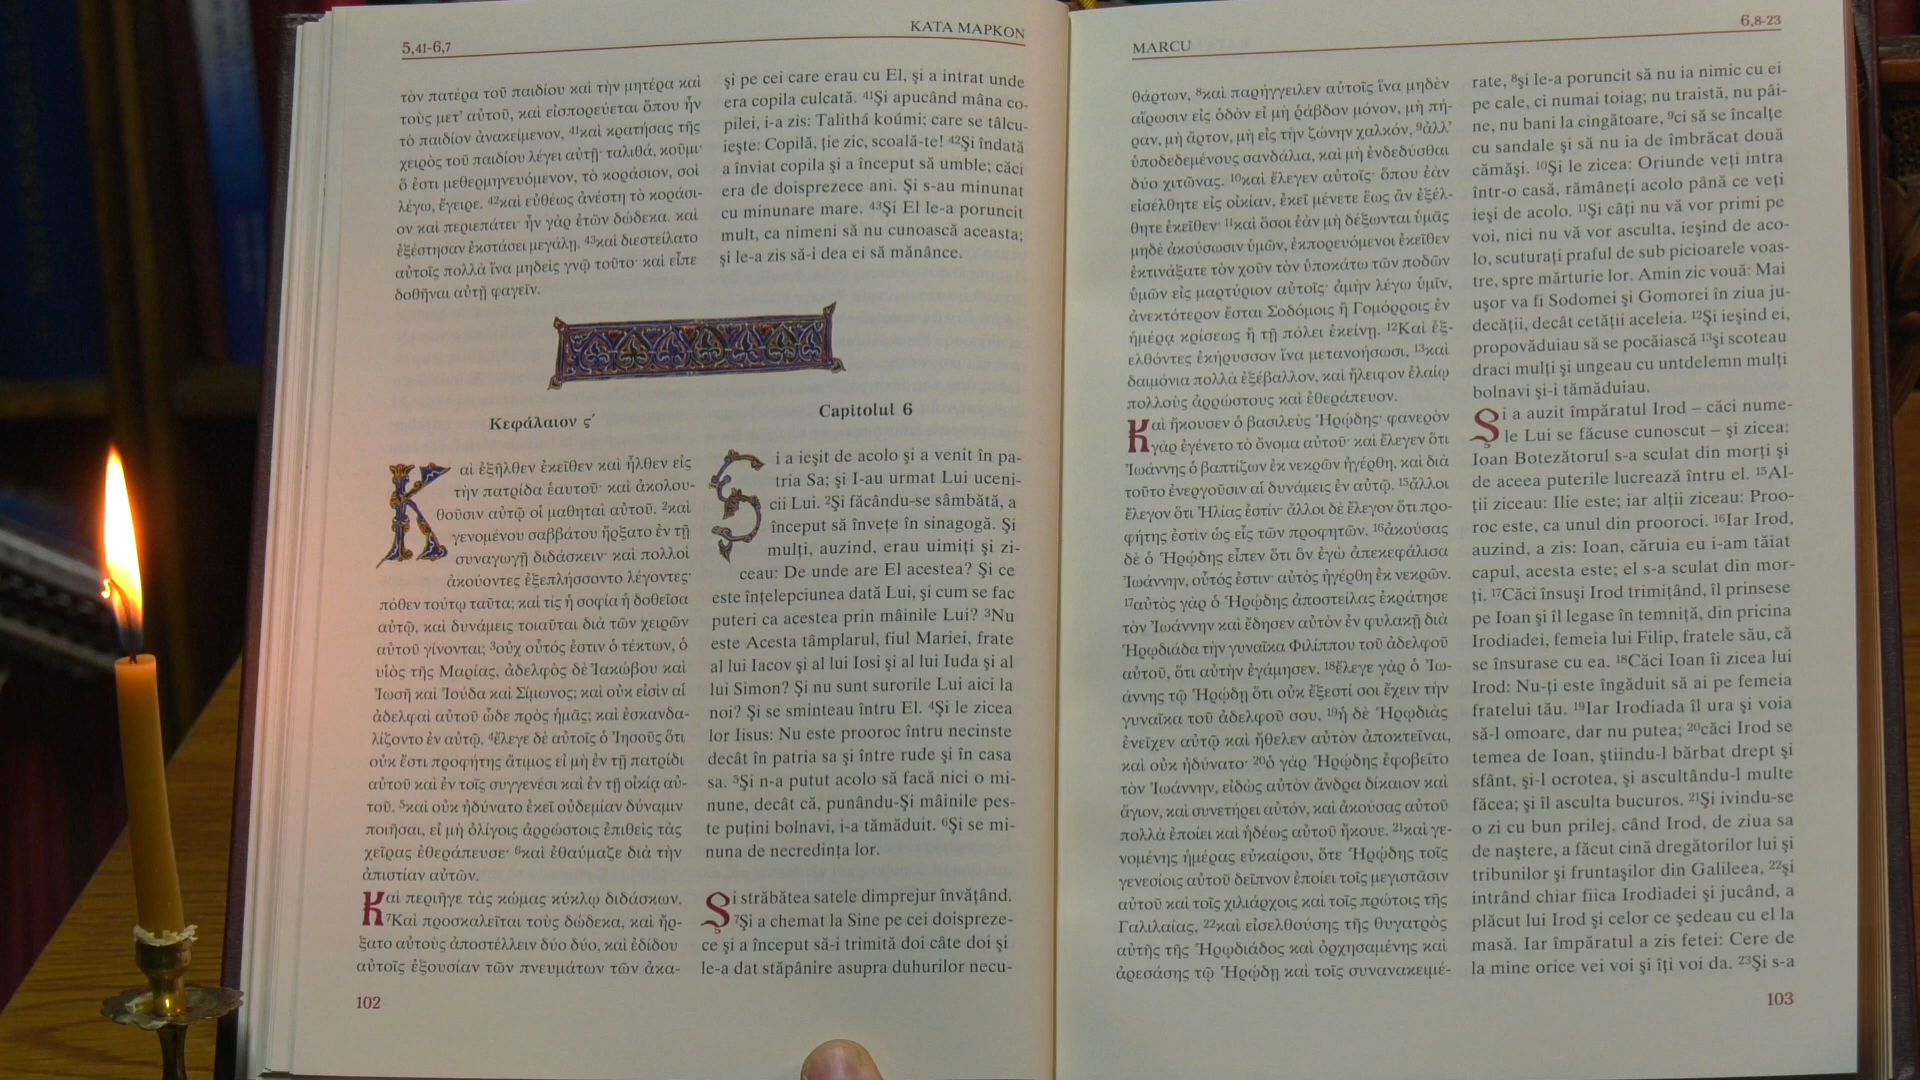 5,41-6,7
ΚΑΤΑ ΜΑΡΚΟΝ
τὸν πατέρα τοῦ παιδίου καὶ τὴν μητέρα καὶ
τοὺς μετ' αὐτοῦ, καὶ εἰσπορεύεται ὅπου ἦν
τὸ παιδίον ἀνακείμενον, ⁴¹καὶ κρατήσας τῆς
χειρὸς τοῦ παιδίου λέγει αὐτῇ· ταλιθά, κοῦμι·
ὅ ἐστι μεθερμηνευόμενον, τὸ κοράσιον, σοὶ
λέγω, ἔγειρε. ⁴²καὶ εὐθέως ἀνέστη τὸ κοράσι-
ον καὶ περιεπάτει· ἦν γὰρ ἐτῶν δώδεκα. καὶ
ἐξέστησαν ἐκστάσει μεγάλῃ. ⁴³καὶ διεστείλατο
αὐτοῖς πολλὰ ἵνα μηδεὶς γνῷ τοῦτο· καὶ εἶπε
δοθῆναι αὐτῇ φαγεῖν.
şi pe cei care erau cu El, şi a intrat unde
era copila culcată. ⁴¹Şi apucând mâna co-
pilei, i-a zis: Talithá koúmi; care se tâlcu-
ieşte: Copilă, ţie zic, scoală-te! ⁴²Şi îndată
a înviat copila şi a început să umble; căci
era de doisprezece ani. Şi s-au minunat
cu minunare mare. ⁴³Şi El le-a poruncit
mult, ca nimeni să nu cunoască aceasta;
şi le-a zis să-i dea ei să mănânce.
Κεφάλαιον ϛ΄
Καὶ ἐξῆλθεν ἐκεῖθεν καὶ ἦλθεν εἰς
τὴν πατρίδα ἑαυτοῦ· καὶ ἀκολου-
θοῦσιν αὐτῷ οἱ μαθηταὶ αὐτοῦ. ²καὶ
γενομένου σαββάτου ἤρξατο ἐν τῇ
συναγωγῇ διδάσκειν· καὶ πολλοὶ
ἀκούοντες ἐξεπλήσσοντο λέγοντες·
πόθεν τούτῳ ταῦτα; καὶ τίς ἡ σοφία ἡ δοθεῖσα
αὐτῷ, καὶ δυνάμεις τοιαῦται διὰ τῶν χειρῶν
αὐτοῦ γίνονται; ³οὐχ οὗτός ἐστιν ὁ τέκτων, ὁ
υἱὸς τῆς Μαρίας, ἀδελφὸς δὲ Ἰακώβου καὶ
Ἰωσῆ καὶ Ἰούδα καὶ Σίμωνος; καὶ οὐκ εἰσὶν αἱ
ἀδελφαὶ αὐτοῦ ὧδε πρὸς ἡμᾶς; καὶ ἐσκανδα-
λίζοντο ἐν αὐτῷ. ⁴ἔλεγε δὲ αὐτοῖς ὁ Ἰησοῦς ὅτι
οὐκ ἔστι προφήτης ἄτιμος εἰ μὴ ἐν τῇ πατρίδι
αὐτοῦ καὶ ἐν τοῖς συγγενέσι καὶ ἐν τῇ οἰκίᾳ αὐ-
τοῦ. ⁵καὶ οὐκ ἠδύνατο ἐκεῖ οὐδεμίαν δύναμιν
ποιῆσαι, εἰ μὴ ὀλίγοις ἀρρώστοις ἐπιθεὶς τὰς
χεῖρας ἐθεράπευσε· ⁶καὶ ἐθαύμαζε διὰ τὴν
ἀπιστίαν αὐτῶν.
Καὶ περιῆγε τὰς κώμας κύκλῳ διδάσκων.
⁷Καὶ προσκαλεῖται τοὺς δώδεκα, καὶ ἤρ-
ξατο αὐτοὺς ἀποστέλλειν δύο δύο, καὶ ἐδίδου
αὐτοῖς ἐξουσίαν τῶν πνευμάτων τῶν ἀκα-
Capitolul 6
Şi a ieşit de acolo şi a venit în pa-
tria Sa; şi I-au urmat Lui uceni-
cii Lui. ²Şi făcându-se sâmbătă, a
început să înveţe în sinagogă. Şi
mulţi, auzind, erau uimiţi şi zi-
ceau: De unde are El acestea? Şi ce
este înţelepciunea dată Lui, şi cum se fac
puteri ca acestea prin mâinile Lui? ³Nu
este Acesta tâmplarul, fiul Mariei, frate
al lui Iacov şi al lui Iosi şi al lui Iuda şi al
lui Simon? Şi nu sunt surorile Lui aici la
noi? Şi se sminteau întru El. ⁴Şi le zicea
lor Iisus: Nu este prooroc întru necinste
decât în patria sa şi între rude şi în casa
sa. ⁵Şi n-a putut acolo să facă nici o mi-
nune, decât că, punându-Şi mâinile pes-
te puţini bolnavi, i-a tămăduit. ⁶Şi se mi-
nuna de necredinţa lor.
Şi străbătea satele dimprejur învăţând.
⁷Şi a chemat la Sine pe cei doispreze-
ce şi a început să-i trimită doi câte doi şi
le-a dat stăpânire asupra duhurilor necu-
102
MARCU
6,8-23
θάρτων, ⁸καὶ παρήγγειλεν αὐτοῖς ἵνα μηδὲν
αἴρωσιν εἰς ὁδὸν εἰ μὴ ῥάβδον μόνον, μὴ πή-
ραν, μὴ ἄρτον, μὴ εἰς τὴν ζώνην χαλκόν, ⁹ἀλλ'
ὑποδεδεμένους σανδάλια, καὶ μὴ ἐνδεδύσθαι
δύο χιτῶνας. ¹⁰καὶ ἔλεγεν αὐτοῖς· ὅπου ἐὰν
εἰσέλθητε εἰς οἰκίαν, ἐκεῖ μένετε ἕως ἂν ἐξέλ-
θητε ἐκεῖθεν· ¹¹καὶ ὅσοι ἐὰν μὴ δέξωνται ὑμᾶς
μηδὲ ἀκούσωσιν ὑμῶν, ἐκπορευόμενοι ἐκεῖθεν
ἐκτινάξατε τὸν χοῦν τὸν ὑποκάτω τῶν ποδῶν
ὑμῶν εἰς μαρτύριον αὐτοῖς· ἀμὴν λέγω ὑμῖν,
ἀνεκτότερον ἔσται Σοδόμοις ἢ Γομόρροις ἐν
ἡμέρᾳ κρίσεως ἢ τῇ πόλει ἐκείνῃ. ¹²Καὶ ἐξ-
ελθόντες ἐκήρυσσον ἵνα μετανοήσωσι, ¹³καὶ
δαιμόνια πολλὰ ἐξέβαλλον, καὶ ἤλειφον ἐλαίῳ
πολλοὺς ἀρρώστους καὶ ἐθεράπευον.
Καὶ ἤκουσεν ὁ βασιλεὺς Ἡρῴδης· φανερὸν
γὰρ ἐγένετο τὸ ὄνομα αὐτοῦ· καὶ ἔλεγεν ὅτι
Ἰωάννης ὁ βαπτίζων ἐκ νεκρῶν ἠγέρθη, καὶ διὰ
τοῦτο ἐνεργοῦσιν αἱ δυνάμεις ἐν αὐτῷ. ¹⁵ἄλλοι
ἔλεγον ὅτι Ἠλίας ἐστίν· ἄλλοι δὲ ἔλεγον ὅτι προ-
φήτης ἐστὶν ὡς εἷς τῶν προφητῶν. ¹⁶ἀκούσας
δὲ ὁ Ἡρῴδης εἶπεν ὅτι ὃν ἐγὼ ἀπεκεφάλισα
Ἰωάννην, οὗτός ἐστιν· αὐτὸς ἠγέρθη ἐκ νεκρῶν.
¹⁷αὐτὸς γὰρ ὁ Ἡρῴδης ἀποστείλας ἐκράτησε
τὸν Ἰωάννην καὶ ἔδησεν αὐτὸν ἐν φυλακῇ διὰ
Ἡρῳδιάδα τὴν γυναῖκα Φιλίππου τοῦ ἀδελφοῦ
αὐτοῦ, ὅτι αὐτὴν ἐγάμησεν. ¹⁸ἔλεγε γὰρ ὁ Ἰω-
άννης τῷ Ἡρῴδῃ ὅτι οὐκ ἔξεστί σοι ἔχειν τὴν
γυναῖκα τοῦ ἀδελφοῦ σου. ¹⁹ἡ δὲ Ἡρῳδιὰς
ἐνεῖχεν αὐτῷ καὶ ἤθελεν αὐτὸν ἀποκτεῖναι,
καὶ οὐκ ἠδύνατο· ²⁰ὁ γὰρ Ἡρῴδης ἐφοβεῖτο
τὸν Ἰωάννην, εἰδὼς αὐτὸν ἄνδρα δίκαιον καὶ
ἅγιον, καὶ συνετήρει αὐτόν, καὶ ἀκούσας αὐτοῦ
πολλὰ ἐποίει καὶ ἡδέως αὐτοῦ ἤκουε. ²¹καὶ γε-
νομένης ἡμέρας εὐκαίρου, ὅτε Ἡρῴδης τοῖς
γενεσίοις αὐτοῦ δεῖπνον ἐποίει τοῖς μεγιστᾶσιν
αὐτοῦ καὶ τοῖς χιλιάρχοις καὶ τοῖς πρώτοις τῆς
Γαλιλαίας, ²²καὶ εἰσελθούσης τῆς θυγατρὸς
αὐτῆς τῆς Ἡρῳδιάδος καὶ ὀρχησαμένης καὶ
ἀρεσάσης τῷ Ἡρῴδῃ καὶ τοῖς συνανακειμέ-
rate, ⁸şi le-a poruncit să nu ia nimic cu ei
pe cale, ci numai toiag; nu traistă, nu pâi-
ne, nu bani la cingătoare, ⁹ci să se încalţe
cu sandale şi să nu ia de îmbrăcat două
cămăşi. ¹⁰Şi le zicea: Oriunde veţi intra
într-o casă, rămâneţi acolo până ce veţi
ieşi de acolo. ¹¹Şi câţi nu vă vor primi pe
voi, nici nu vă vor asculta, ieşind de aco-
lo, scuturaţi praful de sub picioarele voas-
tre, spre mărturie lor. Amin zic vouă: Mai
uşor va fi Sodomei şi Gomorei în ziua ju-
decăţii, decât cetăţii aceleia. ¹²Şi ieşind ei,
propovăduiau să se pocăiască ¹³şi scoteau
draci mulţi şi ungeau cu untdelemn mulţi
bolnavi şi-i tămăduiau.
Şi a auzit împăratul Irod – căci nume-
le Lui se făcuse cunoscut – şi zicea:
Ioan Botezătorul s-a sculat din morţi şi
de aceea puterile lucrează întru el. ¹⁵Al-
ţii ziceau: Ilie este; iar alţii ziceau: Proo-
roc este, ca unul din prooroci. ¹⁶Iar Irod,
auzind, a zis: Ioan, căruia eu i-am tăiat
capul, acesta este; el s-a sculat din mor-
ţi. ¹⁷Căci însuşi Irod trimiţând, îl prinsese
pe Ioan şi îl legase în temniţă, din pricina
Irodiadei, femeia lui Filip, fratele său, că
se însurase cu ea. ¹⁸Căci Ioan îi zicea lui
Irod: Nu-ţi este îngăduit să ai pe femeia
fratelui tău. ¹⁹Iar Irodiada îl ura şi voia
să-l omoare, dar nu putea; ²⁰căci Irod se
temea de Ioan, ştiindu-l bărbat drept şi
sfânt, şi-l ocrotea, şi ascultându-l multe
făcea; şi îl asculta bucuros. ²¹Şi ivindu-se
o zi cu bun prilej, când Irod, de ziua sa
de naştere, a făcut cină dregătorilor lui şi
tribunilor şi fruntaşilor din Galileea, ²²şi
intrând chiar fiica Irodiadei şi jucând, a
plăcut lui Irod şi celor ce şedeau cu el la
masă. Iar împăratul a zis fetei: Cere de
la mine orice vei voi şi îţi voi da. ²³Şi s-a
103